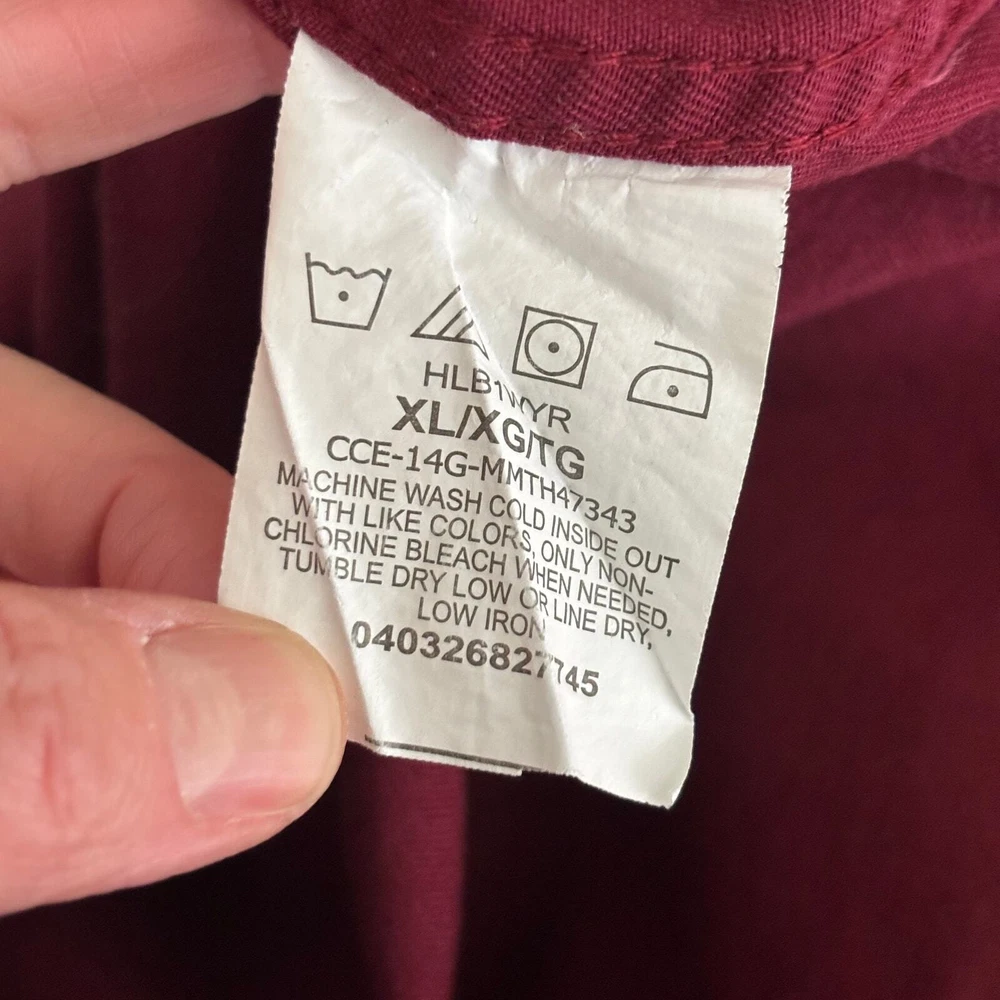 XL/XG/TG
CCE-14G-MMTH47343
MACHINE WASH COLD INSIDE OUT
WITH LIKE COLORS, ONLY NON-
CHLORINE BLEACH WHEN NEEDED,
TUMBLE DRY LOW OR LINE DRY,
LOW IRON
040326827745